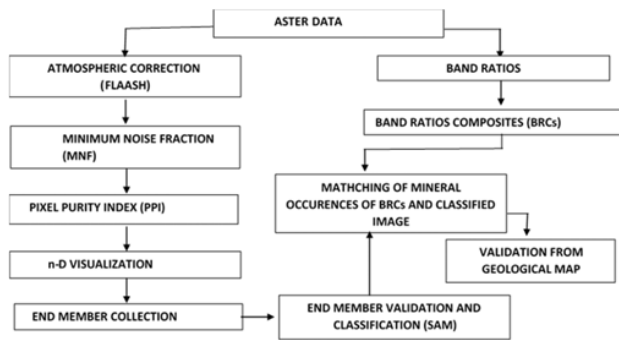 ASTER DATA
ATMOSPHERIC CORRECTION
(FLAASH)
BAND RATIOS
MINIMUM NOISE FRACTION
(MNF)
BAND RATIOS COMPOSITES (BRCs)
PIXEL PURITY INDEX (PPI)
MATHCHING OF MINERAL
OCCURENCES OF BRCs AND CLASSIFIED
IMAGE
n-D VISUALIZATION
VALIDATION FROM
GEOLOGICAL MAP
END MEMBER COLLECTION
END MEMBER VALIDATION AND
CLASSIFICATION (SAM)